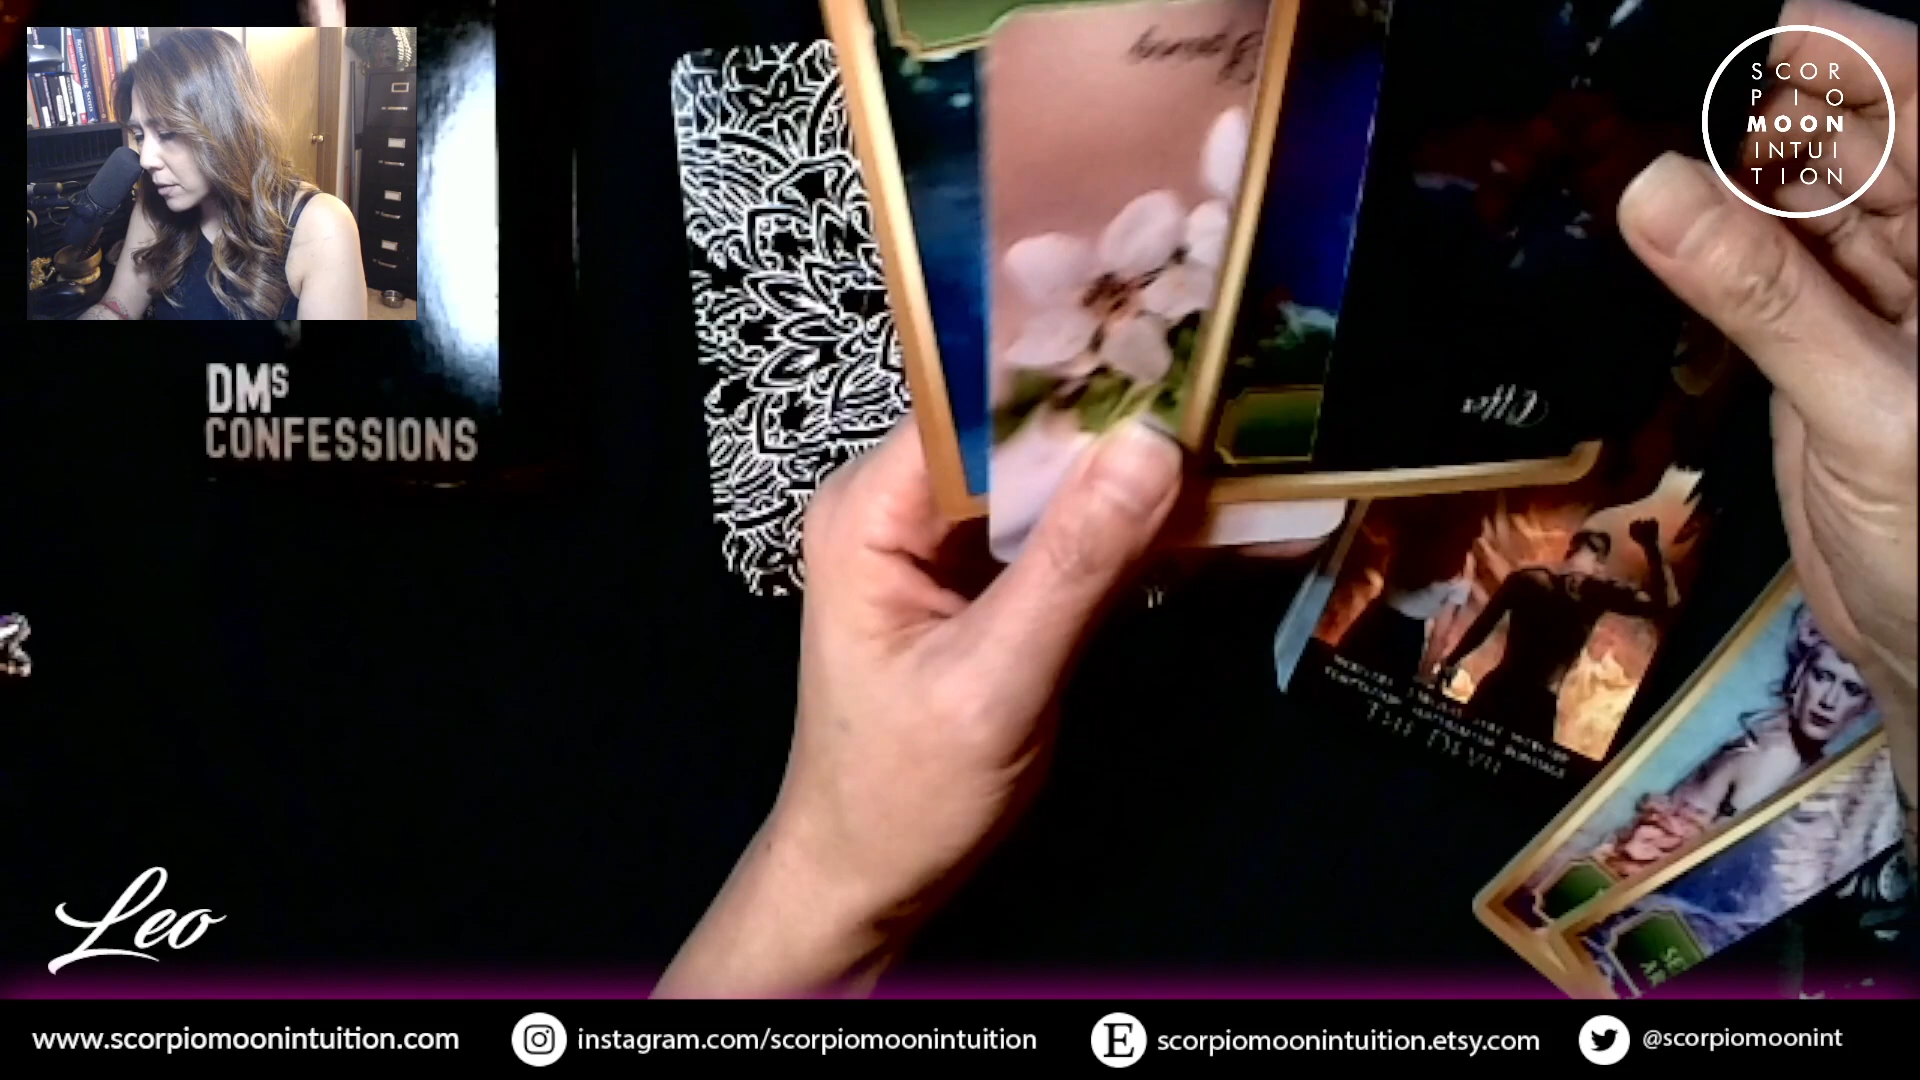 SCOR
PIO
MOON
INTUI
TION
Offer
DMs
CONFESSIONS
THE DEVIL
Leo
www.scorpiomoonintuition.com
instagram.com/scorpiomoonintuition
E
scorpiomoonintuition.etsy.com
@scorpiomoonint